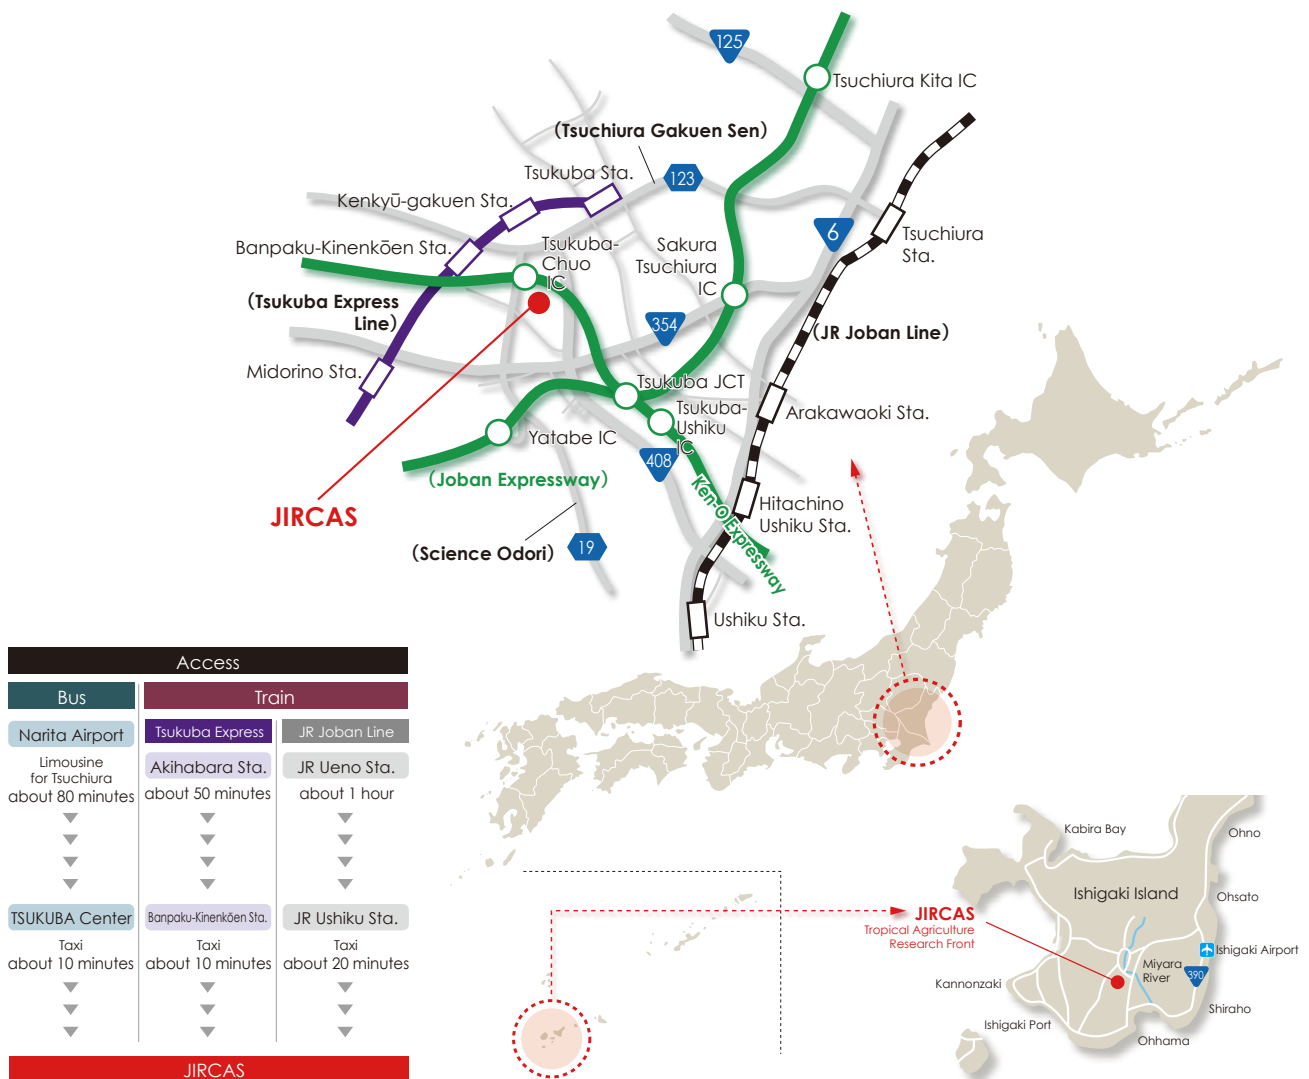 125
Tsuchiura Kita IC
(Tsuchiura Gakuen Sen)
Tsukuba Sta.
123
Kenkyū-gakuen Sta.
6
Tsuchiura
Sta.
Banpaku-Kinenkōen Sta.
Tsukuba-
Chuo
IC
Sakura
Tsuchiura
IC
(Tsukuba Express
Line)
354
(JR Joban Line)
Midorino Sta.
Tsukuba JCT
Tsukuba-
Ushiku
IC
Arakawaoki Sta.
Yatabe IC
408
(Joban Expressway)
Ken-O Expressway
Hitachino
Ushiku Sta.
JIRCAS
(Science Odori)
19
Ushiku Sta.
Access
Bus
Train
Narita Airport
Limousine
for Tsuchiura
about 80 minutes
TSUKUBA Center
Taxi
about 10 minutes
Tsukuba Express
Akihabara Sta.
about 50 minutes
Banpaku-Kinenkōen Sta.
Taxi
about 10 minutes
JR Joban Line
JR Ueno Sta.
about 1 hour
JR Ushiku Sta.
Taxi
about 20 minutes
JIRCAS
Kabira Bay
Ohno
Ishigaki Island
Ohsato
JIRCAS
Tropical Agriculture
Research Front
Ishigaki Airport
Miyara
River
390
Kannonzaki
Shiraho
Ishigaki Port
Ohhama